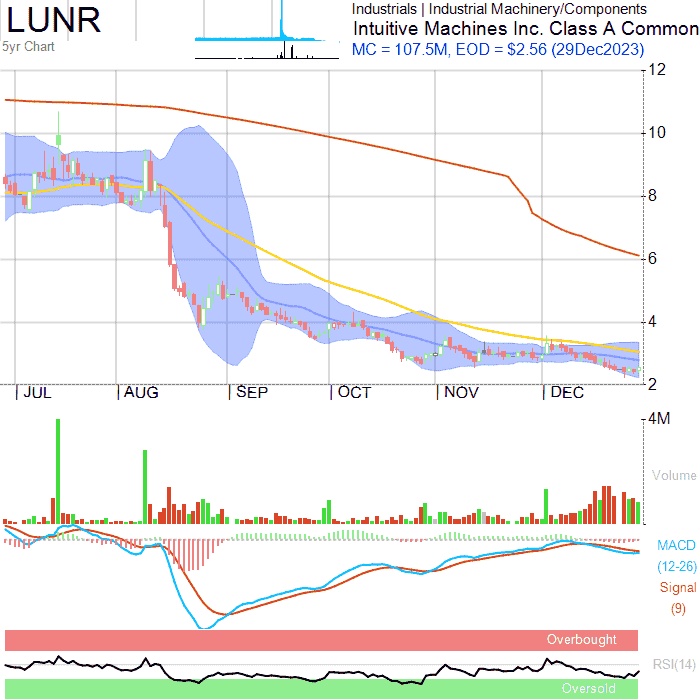 LUNR
5yr Chart
Industrials | Industrial Machinery/Components
Intuitive Machines Inc. Class A Common
MC = 107.5M, EOD = $2.56 (29Dec2023)
12
10
8
6
4
2
JUL AUG SEP OCT NOV DEC
4M
Volume
MACD
(12-26)
Signal
(9)
Overbought
RSI(14)
Oversold